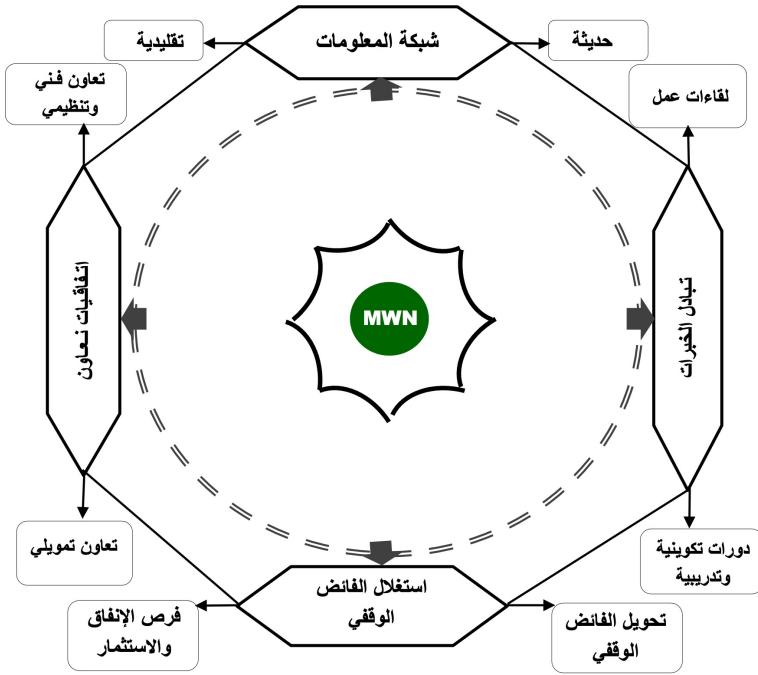 شبكة المعلومات
حديثة
تقليدية
لقاءات عمل
تعاون فني
وتنظيمي
تبادل الخبرات
MWN
اتفاقيات تعاون
دورات تكوينية
وتدريبية
تعاون تمويلي
استغلال الفائض
الوقفي
تحويل الفائض
الوقفي
فرص الإنفاق
والاستثمار